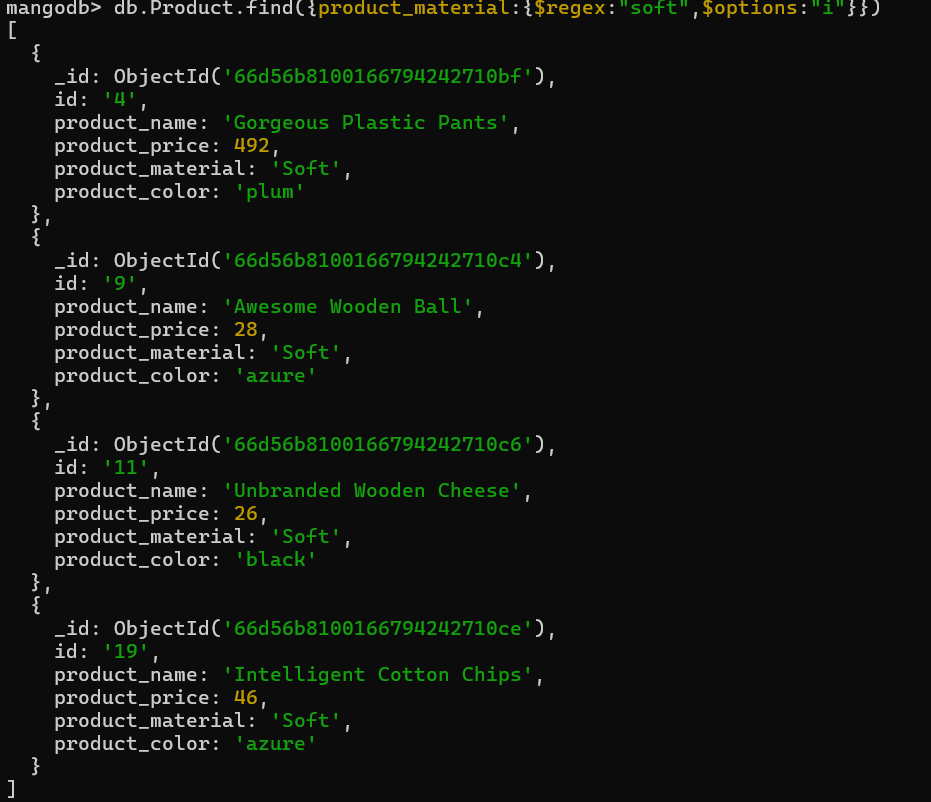 mangodb> db.Product.find({product_material:{$regex:"soft",$options:"i"}})
[
  {
    _id: ObjectId('66d56b8100166794242710bf'),
    id: '4',
    product_name: 'Gorgeous Plastic Pants',
    product_price: 492,
    product_material: 'Soft',
    product_color: 'plum'
  },
  {
    _id: ObjectId('66d56b8100166794242710c4'),
    id: '9',
    product_name: 'Awesome Wooden Ball',
    product_price: 28,
    product_material: 'Soft',
    product_color: 'azure'
  },
  {
    _id: ObjectId('66d56b8100166794242710c6'),
    id: '11',
    product_name: 'Unbranded Wooden Cheese',
    product_price: 26,
    product_material: 'Soft',
    product_color: 'black'
  },
  {
    _id: ObjectId('66d56b8100166794242710ce'),
    id: '19',
    product_name: 'Intelligent Cotton Chips',
    product_price: 46,
    product_material: 'Soft',
    product_color: 'azure'
  }
]